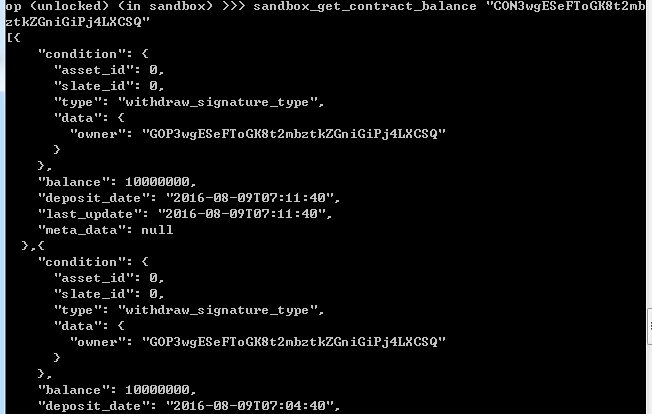 op (unlocked) (in sandbox) >>> sandbox_get_contract_balance "CON3wgESeFToGK8t2mb
ztkZGniGiPj4LXCSQ"
[{
"condition": {
"asset_id": 0,
"slate_id": 0,
"type": "withdraw_signature_type",
"data": {
"owner": "GOP3wgESeFToGK8t2mbztkZGniGiPj4LXCSQ"
}
},
"balance": 10000000,
"deposit_date": "2016-08-09T07:11:40",
"last_update": "2016-08-09T07:11:40",
"meta_data": null
},{
"condition": {
"asset_id": 0,
"slate_id": 0,
"type": "withdraw_signature_type",
"data": {
"owner": "GOP3wgESeFToGK8t2mbztkZGniGiPj4LXCSQ"
}
},
"balance": 10000000,
"deposit_date": "2016-08-09T07:04:40",